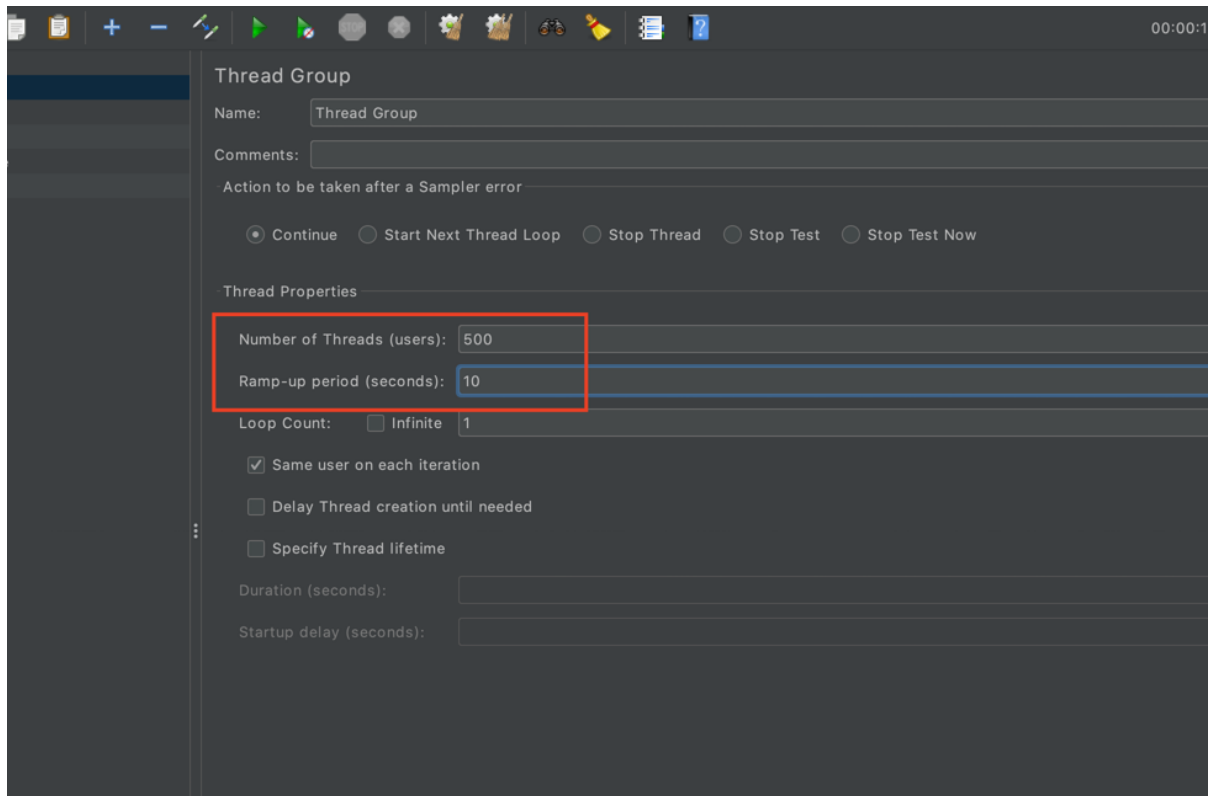 STOP
00:00:1
Thread Group
Name: Thread Group
Comments:
Action to be taken after a Sampler error
Continue Start Next Thread Loop Stop Thread Stop Test Stop Test Now
Thread Properties
Number of Threads (users): 500
Ramp-up period (seconds): 10
Loop Count: Infinite 1
Same user on each iteration
Delay Thread creation until needed
Specify Thread lifetime
Duration (seconds):
Startup delay (seconds):